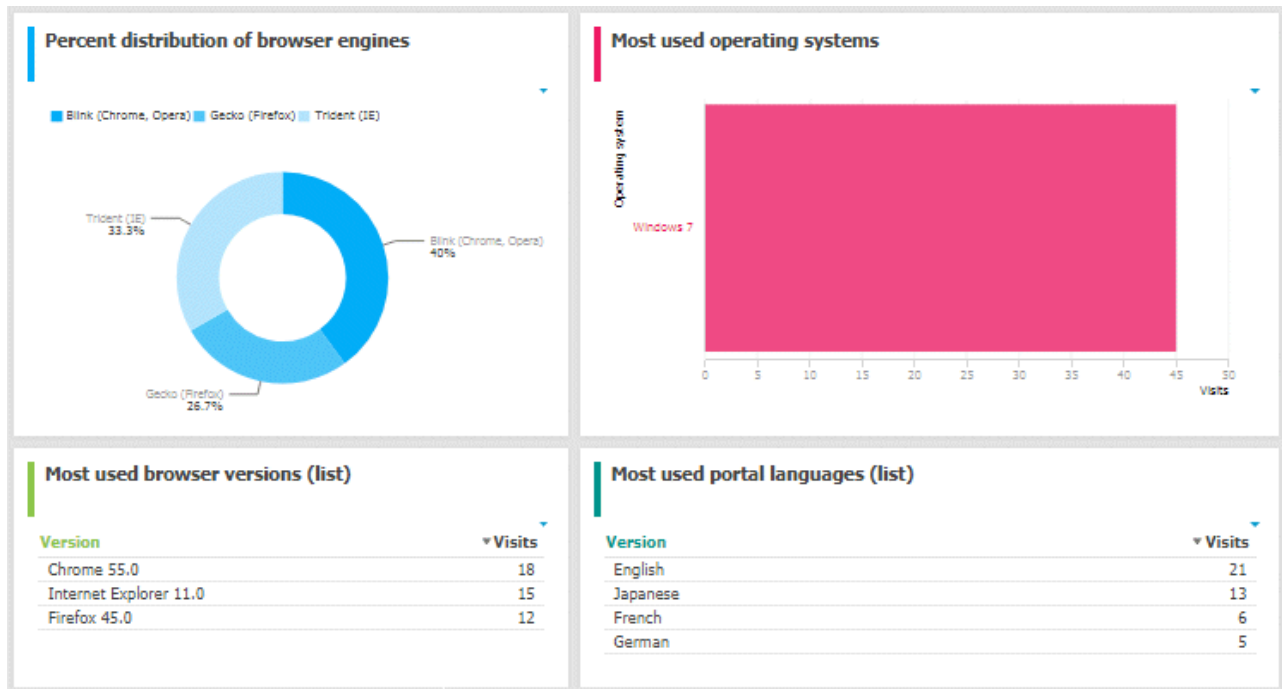 Percent distribution of browser engines
Blink (Chrome, Opera) Gecko (Firefox) Trident (IE)
Trident (IE)
33.3%
Blink (Chrome, Opera)
40%
Gecko (Firefox)
26.7%
Most used operating systems
Operating system
Windows 7
0 5 10 15 20 25 30 35 40 45 50
Visits
Most used browser versions (list)
Version Visits
Chrome 55.0 18
Internet Explorer 11.0 15
Firefox 45.0 12
Most used portal languages (list)
Version Visits
English 21
Japanese 13
French 6
German 5